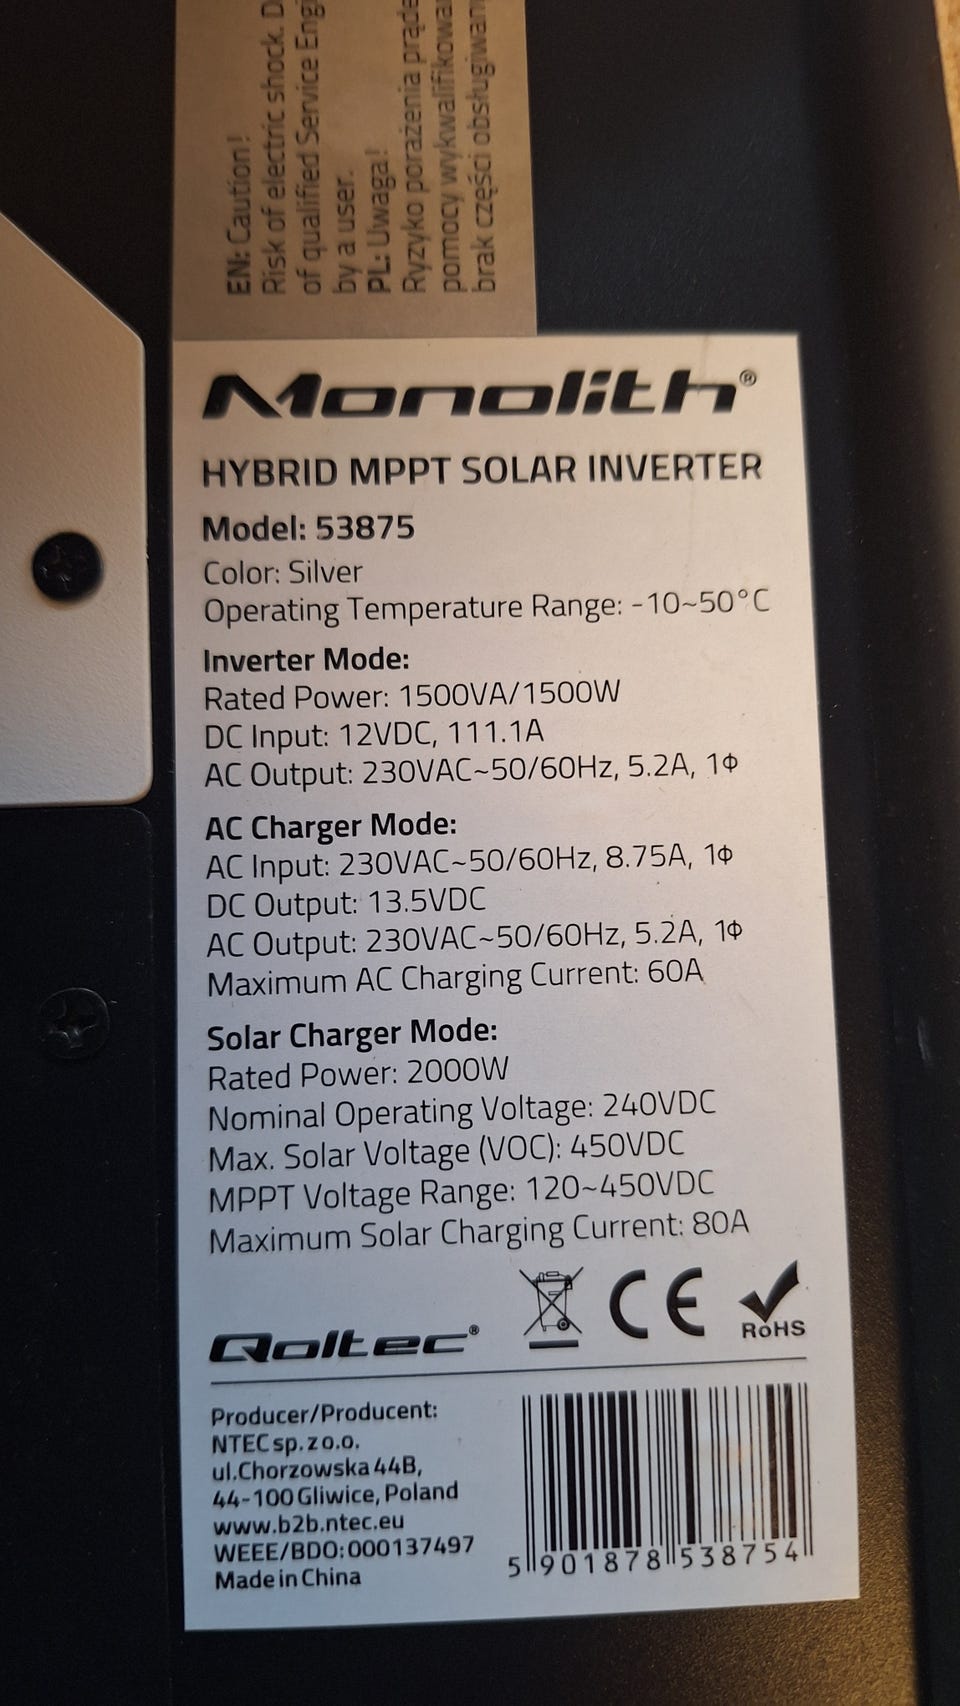 EN: Caution!
Risk of electric shock.
of qualified Service
by a user.
PL: Uwaga!
Ryzyko porażenia
pomocy
brak części
Monolith®
HYBRID MPPT SOLAR INVERTER
Model: 53875
Color: Silver
Operating Temperature Range: -10~50°C
Inverter Mode:
Rated Power: 1500VA/1500W
DC Input: 12VDC, 111.1A
AC Output: 230VAC~50/60Hz, 5.2A, 1Φ
AC Charger Mode:
AC Input: 230VAC~50/60Hz, 8.75A, 1Φ
DC Output: 13.5VDC
AC Output: 230VAC~50/60Hz, 5.2A, 1Φ
Maximum AC Charging Current: 60A
Solar Charger Mode:
Rated Power: 2000W
Nominal Operating Voltage: 240VDC
Max. Solar Voltage (VOC): 450VDC
MPPT Voltage Range: 120~450VDC
Maximum Solar Charging Current: 80A
CE
RoHS
Qoltec®
Producer/Producent:
NTEC sp. z o.o.
ul.Chorzowska 44B,
44-100 Gliwice, Poland
www.b2b.ntec.eu
WEEE/BDO: 000137497
Made in China
5 901878 538754